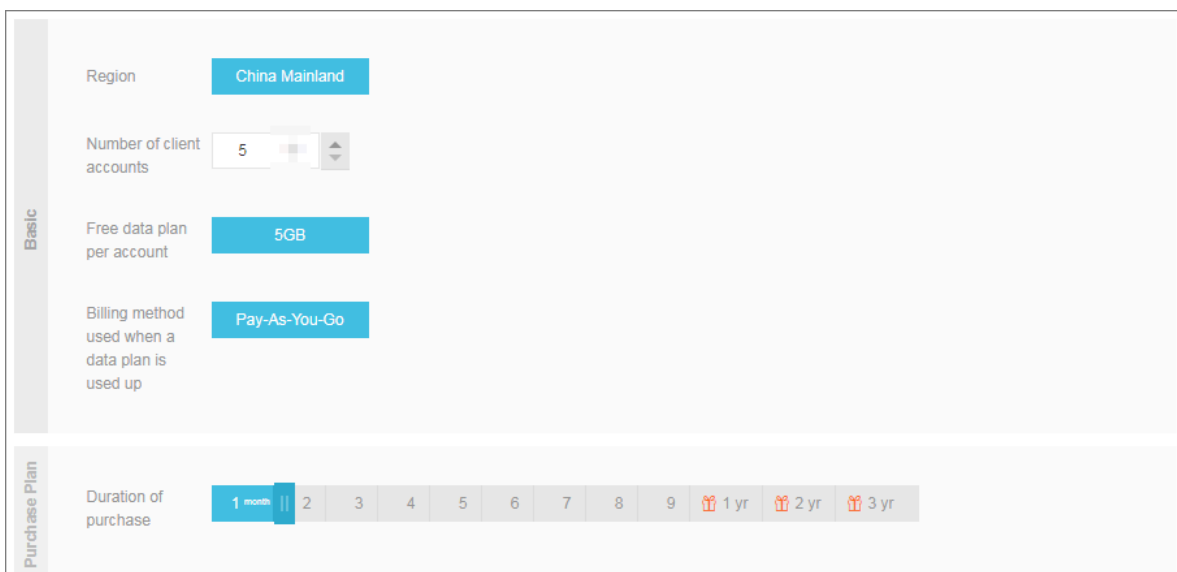 Basic
Region
China Mainland
Number of client
accounts
5
Free data plan
per account
5GB
Billing method
used when a
data plan is
used up
Pay-As-You-Go
Purchase Plan
Duration of
purchase
1 month 2 3 4 5 6 7 8 9 1 yr 2 yr 3 yr